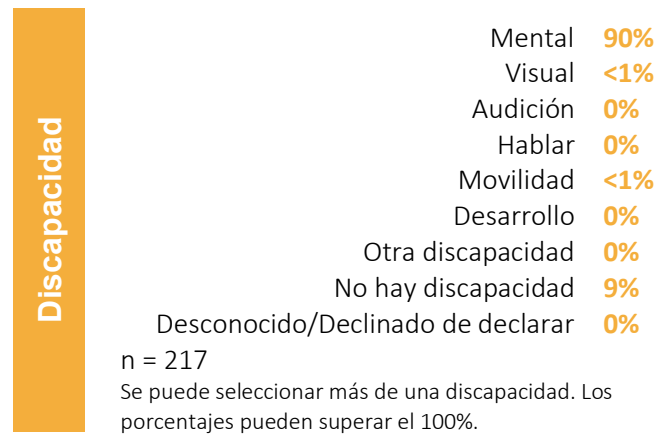 Discapacidad
Mental 90%
Visual <1%
Audición 0%
Hablar 0%
Movilidad <1%
Desarrollo 0%
Otra discapacidad 0%
No hay discapacidad 9%
Desconocido/Declinado de declarar 0%
n = 217
Se puede seleccionar más de una discapacidad. Los
porcentajes pueden superar el 100%.